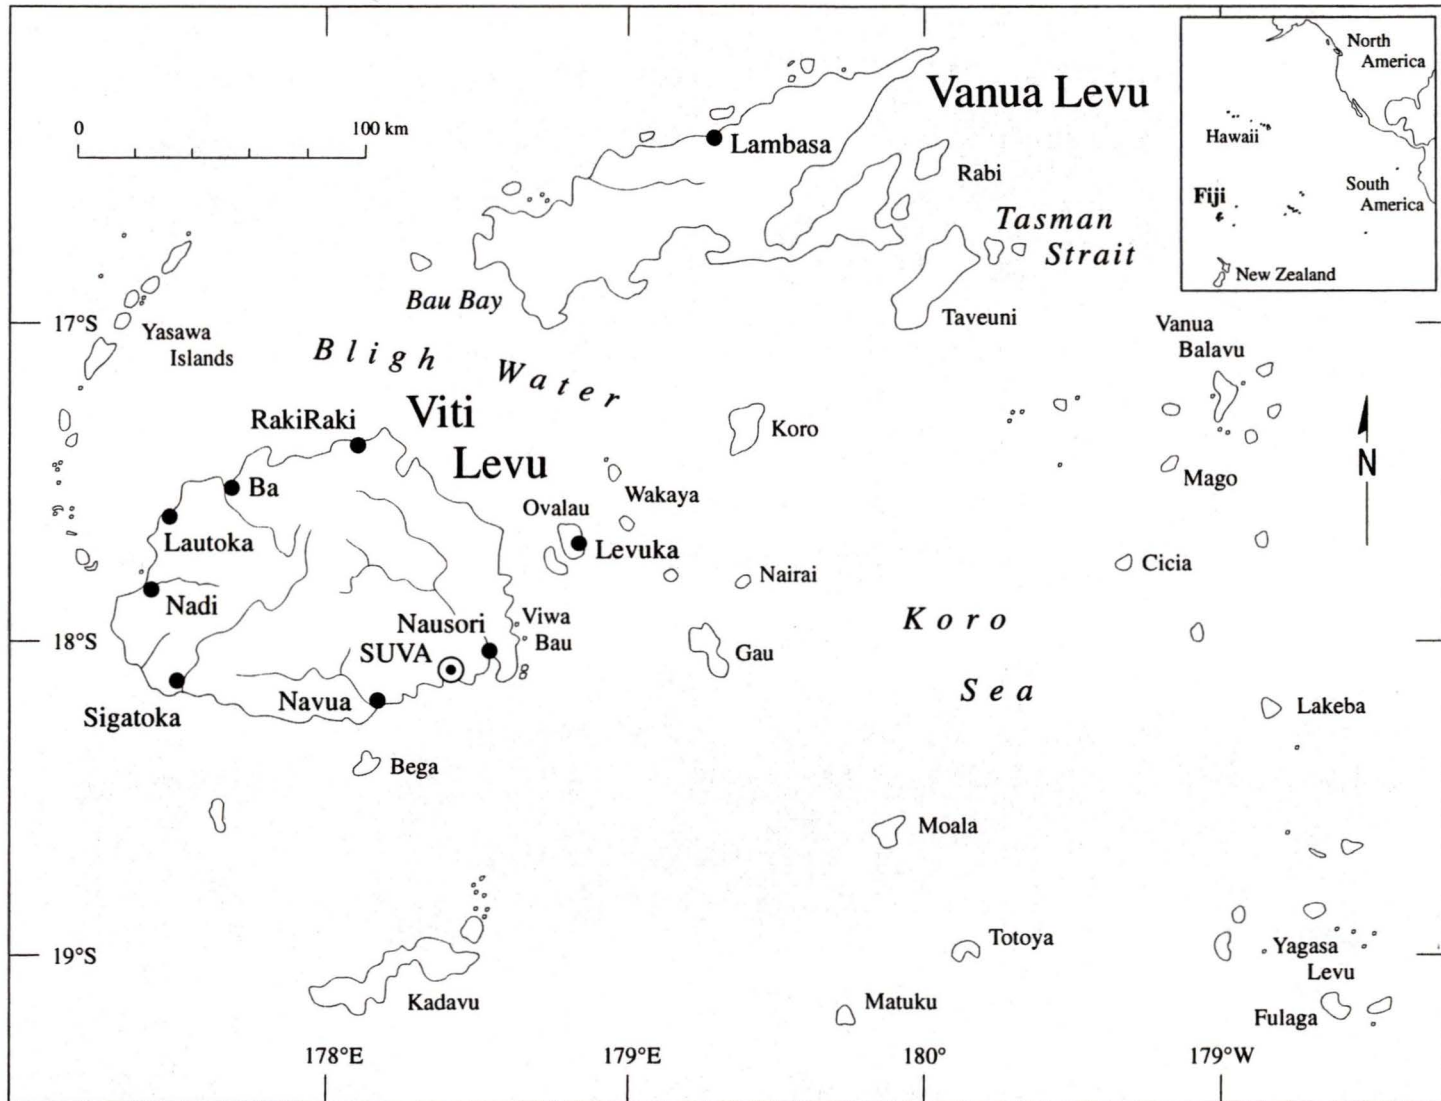 0 100 km
Vanua Levu
Lambasa
Rabi
Tasman
Strait
Bau Bay
Taveuni
North
America
Hawaii
South
America
Fiji
New Zealand
17°S
Yasawa
Islands
Bligh Water
Vanua
Balavu
RakiRaki
Viti
Levu
Koro
Ba
Wakaya
Mago
N
Ovalau
Lautoka
Levuka
Nairai
Cicia
Nadi
18°S
Nausori
Viwa
Bau
SUVA
Gau
Koro
Sea
Navua
Sigatoka
Lakeba
Bega
Moala
19°S
Totoya
Yagasa
Levu
Kadavu
Matuku
Fulaga
178°E 179°E 180° 179°W